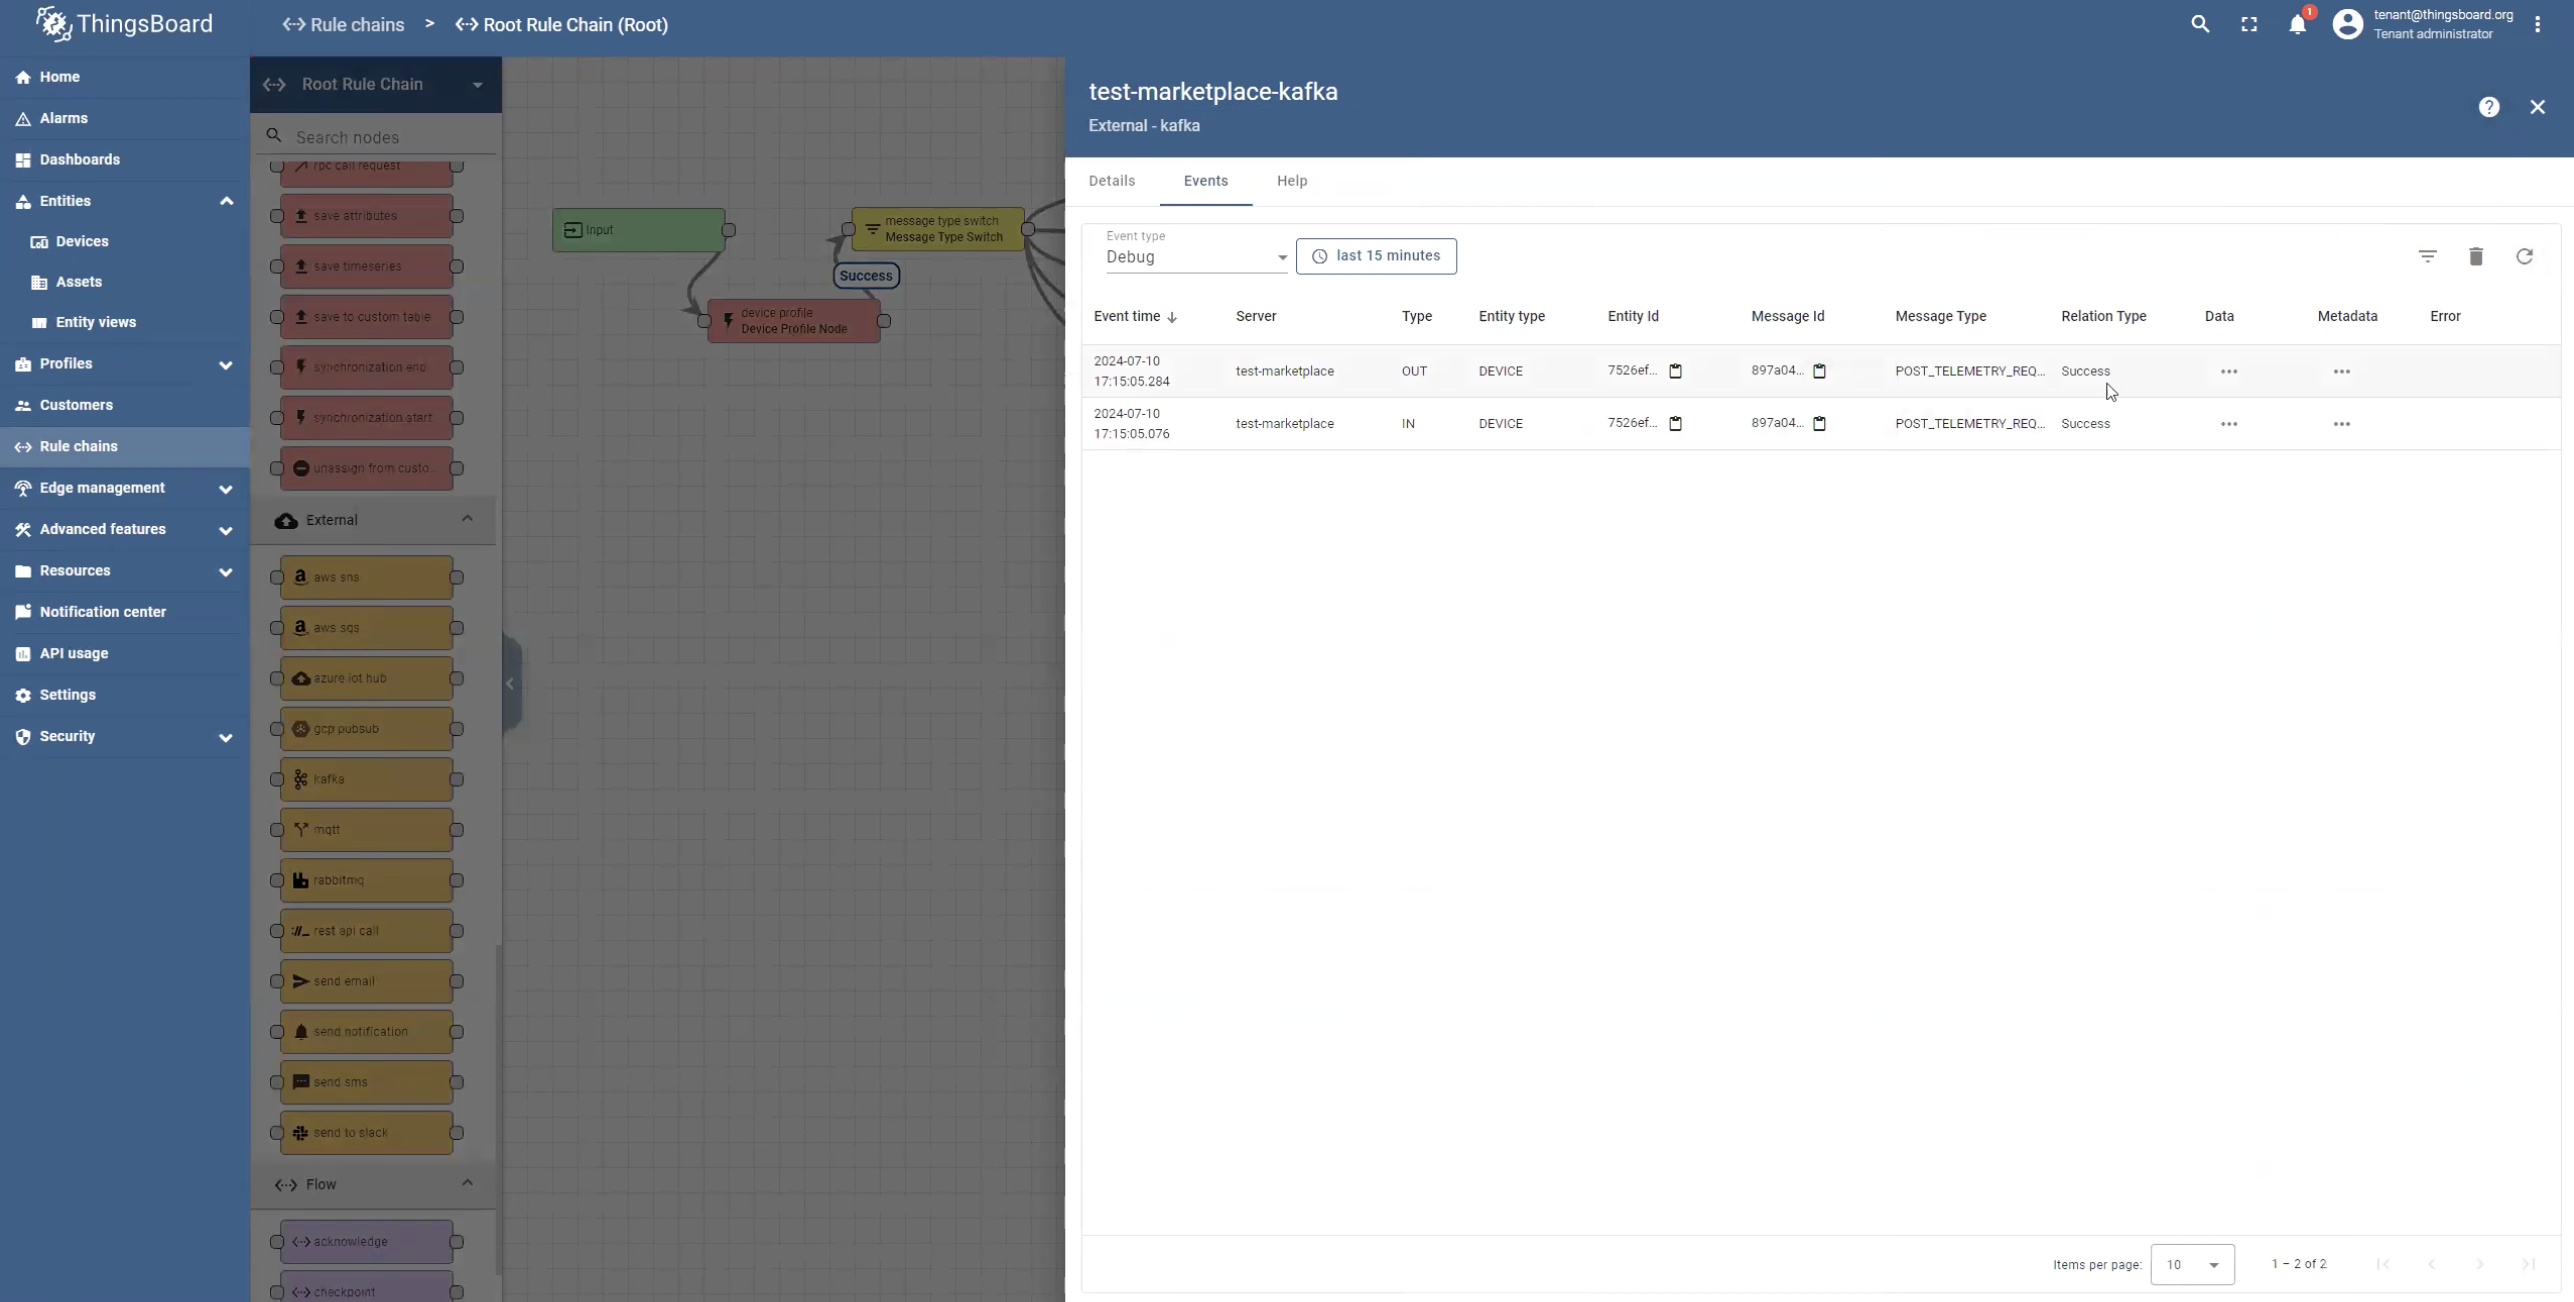 ThingsBoard
Rule chains > Root Rule Chain (Root)
1
tenant@thingsboard.org
Tenant administrator
Home
Alarms
Dashboards
Entities
Devices
Assets
Entity views
Profiles
Customers
Rule chains
Edge management
Advanced features
Resources
Notification center
API usage
Settings
Security
Root Rule Chain
Search nodes
rpc call request
save attributes
save timeseries
save to custom table
synchronization end
synchronization start
unassign from custo...
External
aws sns
aws sqs
azure iot hub
gcp pubsub
kafka
mqtt
rabbitmq
rest api call
send email
send notification
send sms
send to slack
Flow
acknowledge
checkpoint
Input
message type switch
Message Type Switch
Success
device profile
Device Profile Node
test-marketplace-kafka
External - kafka
Details Events Help
Event type
Debug
last 15 minutes
Event time Server Type Entity type Entity Id Message Id Message Type Relation Type Data Metadata Error
2024-07-10
17:15:05.284 test-marketplace OUT DEVICE 7526ef... 897a04... POST_TELEMETRY_REQ... Success ... ...
2024-07-10
17:15:05.076 test-marketplace IN DEVICE 7526ef... 897a04... POST_TELEMETRY_REQ... Success ... ...
Items per page: 10 1 – 2 of 2